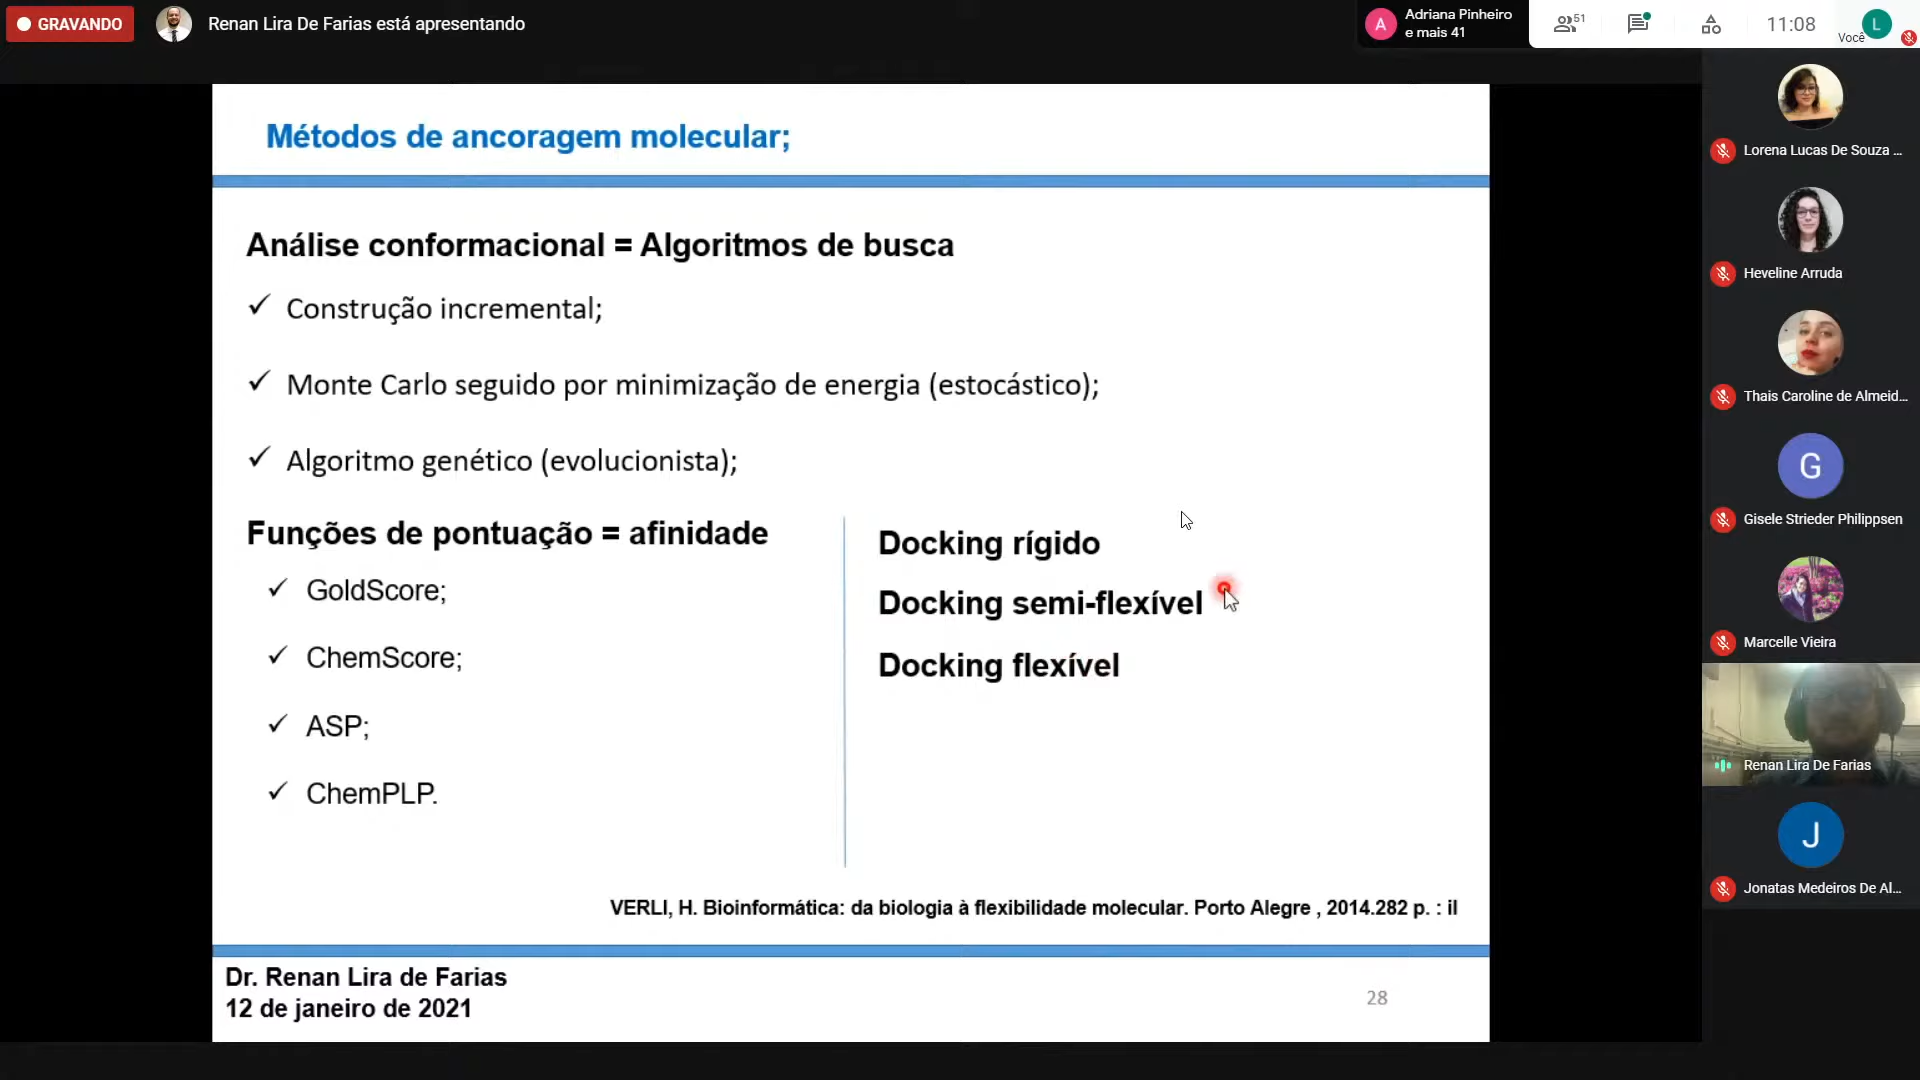 GRAVANDO
Renan Lira De Farias está apresentando
A
Adriana Pinheiro
e mais 41
51
11:08
Você
L
Métodos de ancoragem molecular;
Análise conformacional = Algoritmos de busca
Construção incremental;
Monte Carlo seguido por minimização de energia (estocástico);
Algoritmo genético (evolucionista);
Funções de pontuação = afinidade
GoldScore;
ChemScore;
ASP;
ChemPLP.
Docking rígido
Docking semi-flexível
Docking flexível
VERLI, H. Bioinformática: da biologia à flexibilidade molecular. Porto Alegre , 2014.282 p. : il
Dr. Renan Lira de Farias
12 de janeiro de 2021
28
Lorena Lucas De Souza ...
Heveline Arruda
Thais Caroline de Almeid...
G
Gisele Strieder Philippsen
Marcelle Vieira
Renan Lira De Farias
J
Jonatas Medeiros De Al...